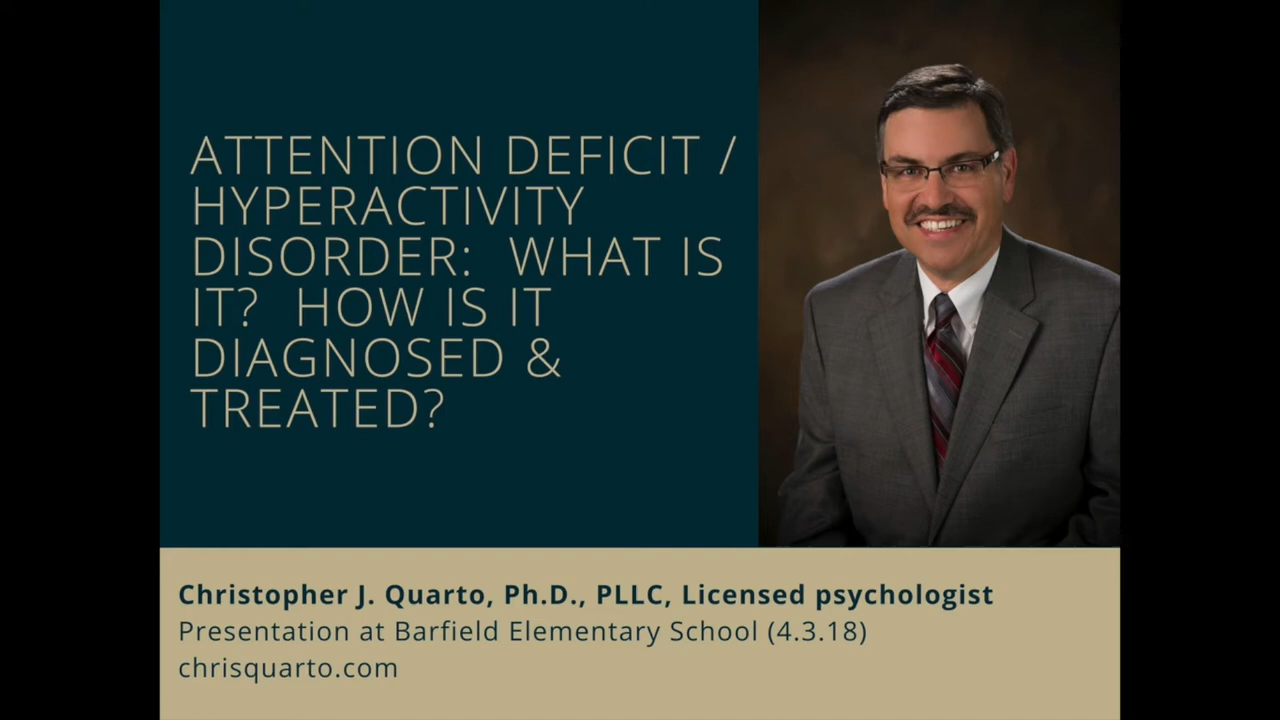 ATTENTION DEFICIT /
HYPERACTIVITY
DISORDER: WHAT IS
IT? HOW IS IT
DIAGNOSED &
TREATED?
Christopher J. Quarto, Ph.D., PLLC, Licensed psychologist
Presentation at Barfield Elementary School (4.3.18)
chrisquarto.com